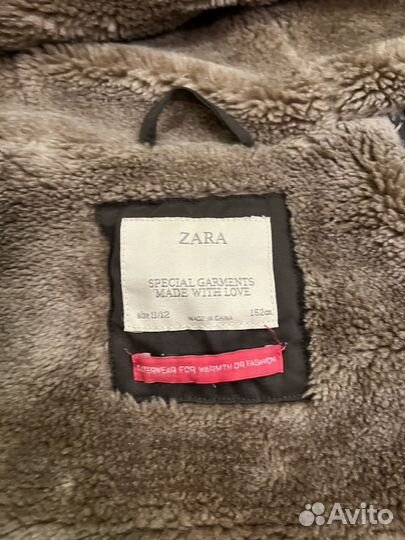 ZARA
SPECIAL GARMENTS
MADE WITH LOVE
size 11/12 MADE IN CHINA 152cm
OUTERWEAR FOR WARMTH OR FASHION
Avito